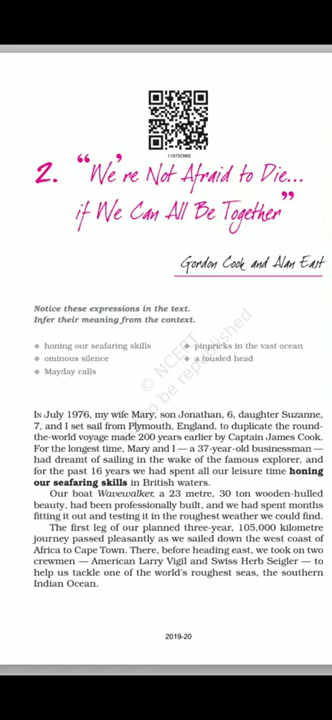 11072CH02
2. "We're Not Afraid to Die...
if We Can All Be Together"
Gordon Cook and Alan East
Notice these expressions in the text.
Infer their meaning from the context.
❖ honing our seafaring skills ❖ pinpricks in the vast ocean
❖ ominous silence ❖ a tousled head
❖ Mayday calls
© NCERT
to be republished
IN July 1976, my wife Mary, son Jonathan, 6, daughter Suzanne,
7, and I set sail from Plymouth, England, to duplicate the round-
the-world voyage made 200 years earlier by Captain James Cook.
For the longest time, Mary and I — a 37-year-old businessman —
had dreamt of sailing in the wake of the famous explorer, and
for the past 16 years we had spent all our leisure time honing
our seafaring skills in British waters.
Our boat Wavewalker, a 23 metre, 30 ton wooden-hulled
beauty, had been professionally built, and we had spent months
fitting it out and testing it in the roughest weather we could find.
The first leg of our planned three-year, 105,000 kilometre
journey passed pleasantly as we sailed down the west coast of
Africa to Cape Town. There, before heading east, we took on two
crewmen — American Larry Vigil and Swiss Herb Seigler — to
help us tackle one of the world's roughest seas, the southern
Indian Ocean.
2019-20